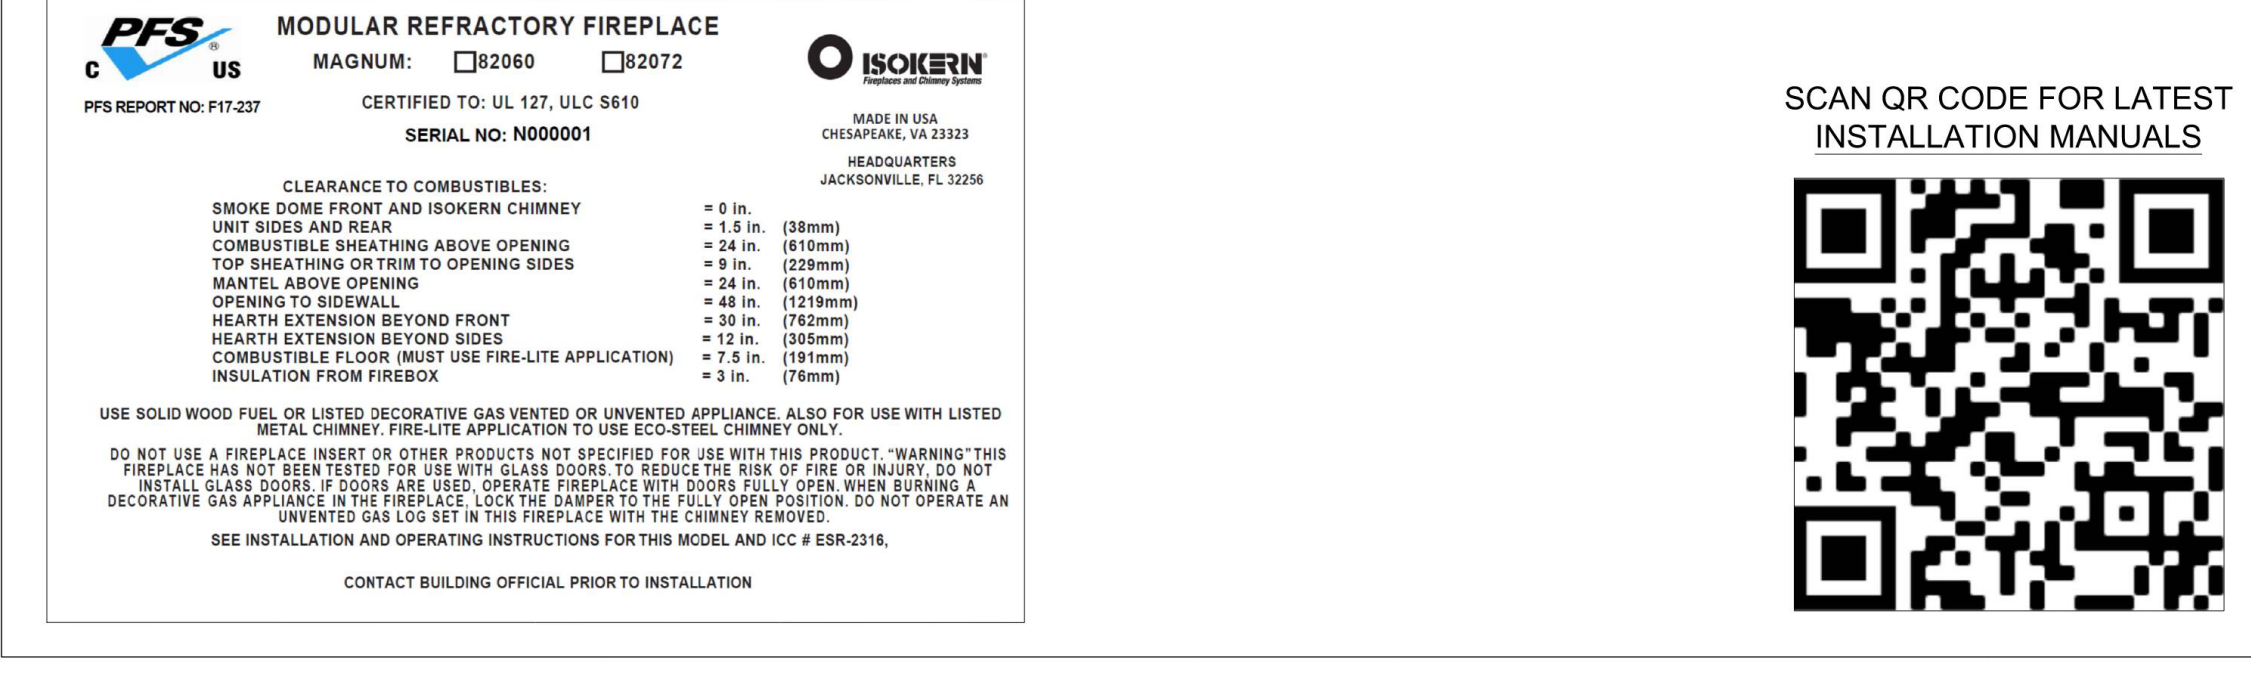 PFS
®
C US
PFS REPORT NO: F17-237
MODULAR REFRACTORY FIREPLACE
MAGNUM: 82060 82072
CERTIFIED TO: UL 127, ULC S610
SERIAL NO: N000001
ISOKERN®
Fireplaces and Chimney Systems
MADE IN USA
CHESAPEAKE, VA 23323
HEADQUARTERS
JACKSONVILLE, FL 32256
CLEARANCE TO COMBUSTIBLES:
SMOKE DOME FRONT AND ISOKERN CHIMNEY = 0 in.
UNIT SIDES AND REAR = 1.5 in. (38mm)
COMBUSTIBLE SHEATHING ABOVE OPENING = 24 in. (610mm)
TOP SHEATHING OR TRIM TO OPENING SIDES = 9 in. (229mm)
MANTEL ABOVE OPENING = 24 in. (610mm)
OPENING TO SIDEWALL = 48 in. (1219mm)
HEARTH EXTENSION BEYOND FRONT = 30 in. (762mm)
HEARTH EXTENSION BEYOND SIDES = 12 in. (305mm)
COMBUSTIBLE FLOOR (MUST USE FIRE-LITE APPLICATION) = 7.5 in. (191mm)
INSULATION FROM FIREBOX = 3 in. (76mm)
USE SOLID WOOD FUEL OR LISTED DECORATIVE GAS VENTED OR UNVENTED APPLIANCE. ALSO FOR USE WITH LISTED
METAL CHIMNEY. FIRE-LITE APPLICATION TO USE ECO-STEEL CHIMNEY ONLY.
DO NOT USE A FIREPLACE INSERT OR OTHER PRODUCTS NOT SPECIFIED FOR USE WITH THIS PRODUCT. “WARNING” THIS
FIREPLACE HAS NOT BEEN TESTED FOR USE WITH GLASS DOORS. TO REDUCE THE RISK OF FIRE OR INJURY, DO NOT
INSTALL GLASS DOORS. IF DOORS ARE USED, OPERATE FIREPLACE WITH DOORS FULLY OPEN. WHEN BURNING A
DECORATIVE GAS APPLIANCE IN THE FIREPLACE, LOCK THE DAMPER TO THE FULLY OPEN POSITION. DO NOT OPERATE AN
UNVENTED GAS LOG SET IN THIS FIREPLACE WITH THE CHIMNEY REMOVED.
SEE INSTALLATION AND OPERATING INSTRUCTIONS FOR THIS MODEL AND ICC # ESR-2316,
CONTACT BUILDING OFFICIAL PRIOR TO INSTALLATION
SCAN QR CODE FOR LATEST
INSTALLATION MANUALS